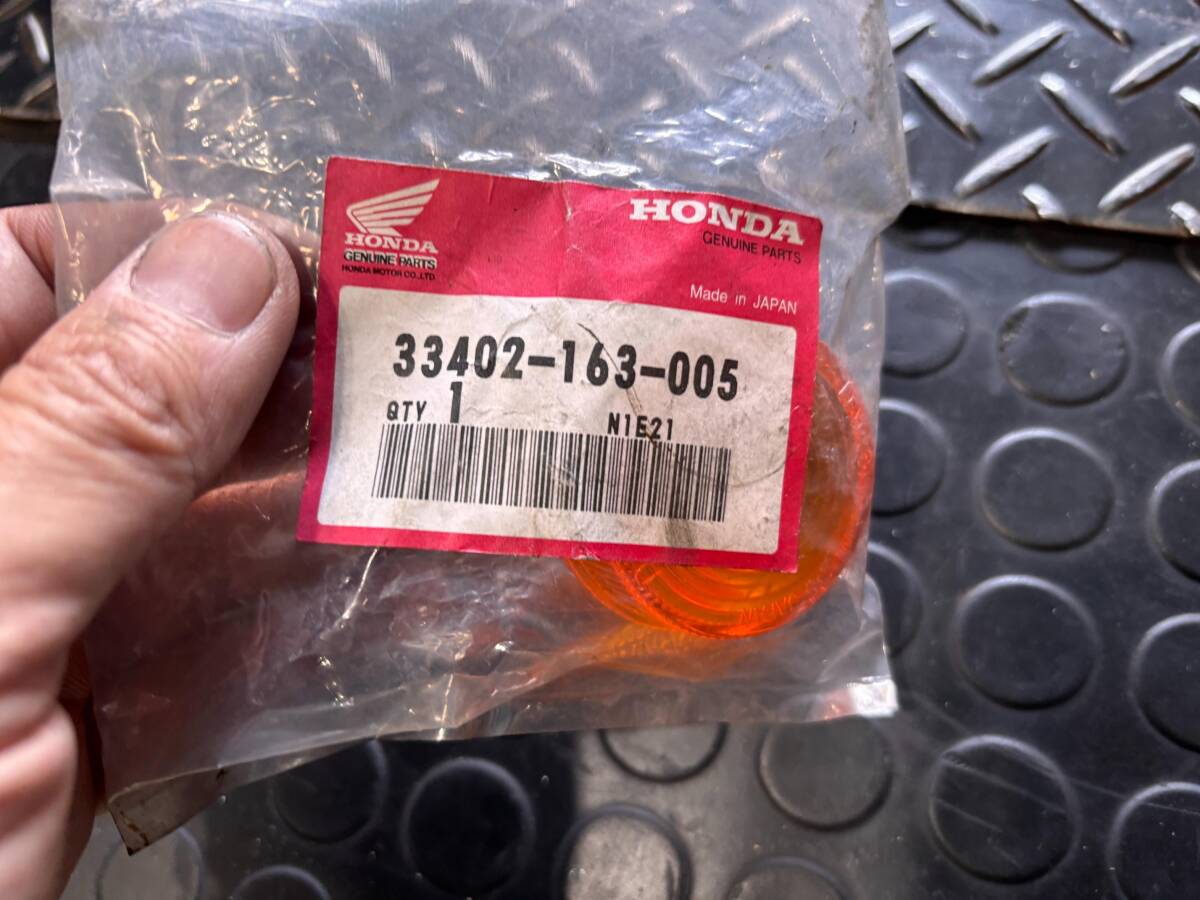 HONDA
GENUINE PARTS
HONDA MOTOR CO.,LTD.
HONDA
GENUINE PARTS
Made in JAPAN
33402-163-005
QTY 1
N1E21